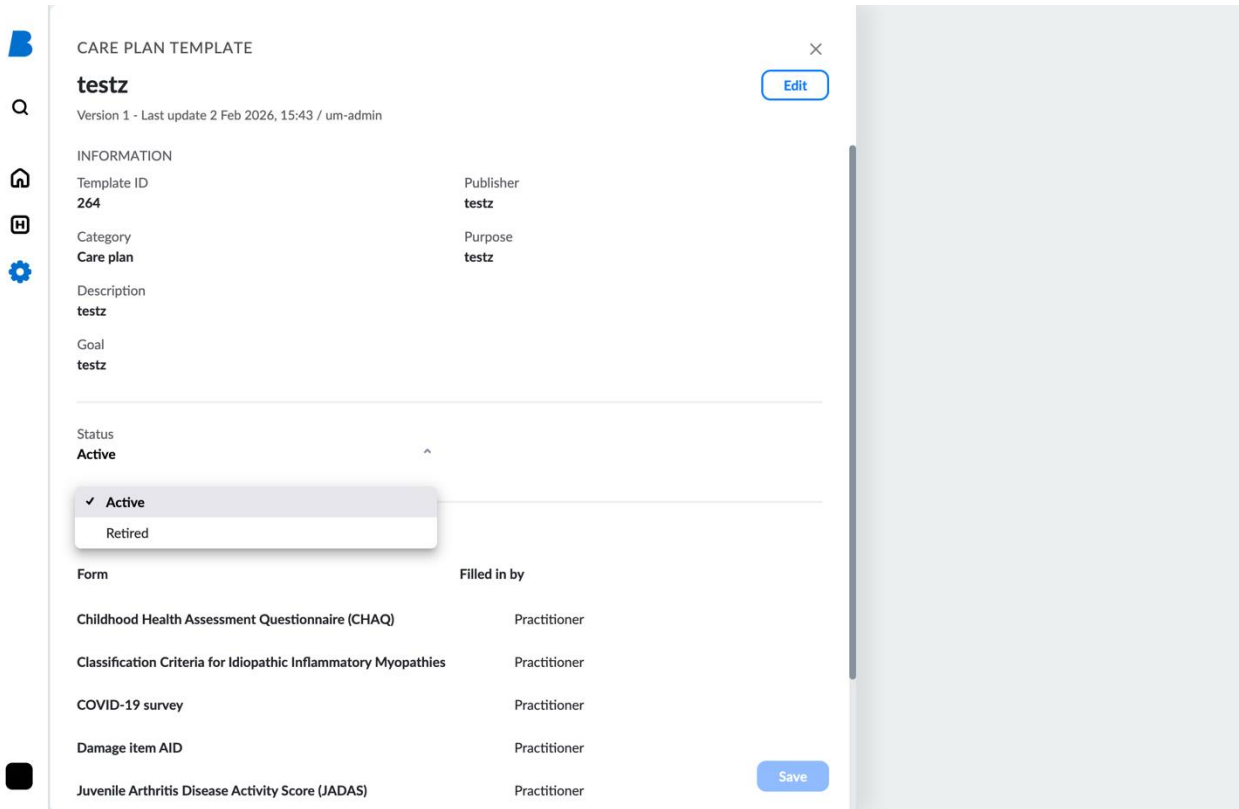 CARE PLAN TEMPLATE
testz
Edit
Version 1 - Last update 2 Feb 2026, 15:43 / um-admin
INFORMATION
Template ID
264
Publisher
testz
Category
Care plan
Purpose
testz
Description
testz
Goal
testz
Status
Active
✓ Active
Retired
Form Filled in by
Childhood Health Assessment Questionnaire (CHAQ) Practitioner
Classification Criteria for Idiopathic Inflammatory Myopathies Practitioner
COVID-19 survey Practitioner
Damage item AID Practitioner
Save
Juvenile Arthritis Disease Activity Score (JADAS) Practitioner